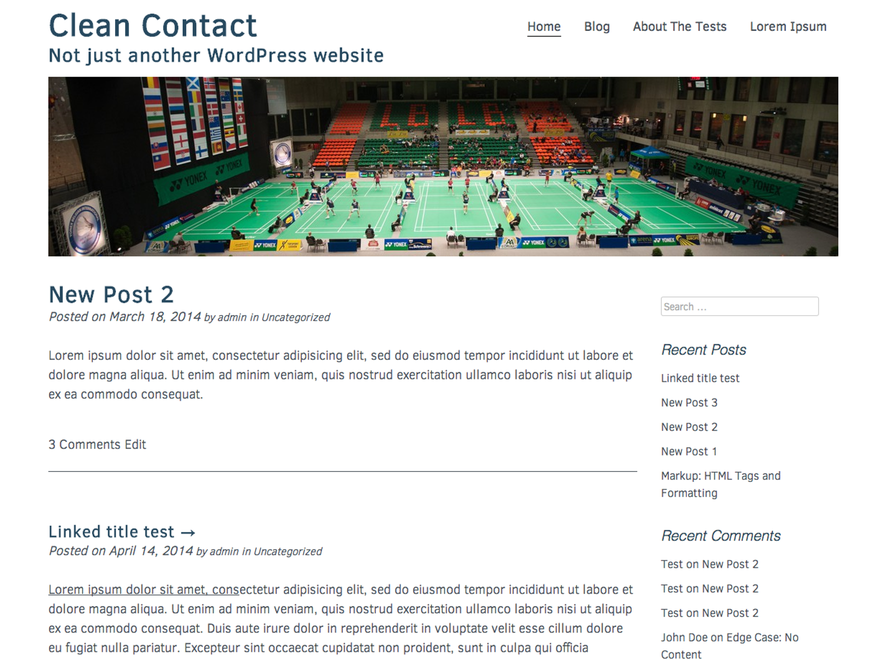 Clean Contact
Not just another WordPress website
Home Blog About The Tests Lorem Ipsum
YONEX
YONEX
YONEX
YONEX
YONEX
New Post 2
Posted on March 18, 2014 by admin in Uncategorized
Lorem ipsum dolor sit amet, consectetur adipisicing elit, sed do eiusmod tempor incididunt ut labore et
dolore magna aliqua. Ut enim ad minim veniam, quis nostrud exercitation ullamco laboris nisi ut aliquip
ex ea commodo consequat.
3 Comments Edit
Linked title test →
Posted on April 14, 2014 by admin in Uncategorized
Lorem ipsum dolor sit amet, consectetur adipisicing elit, sed do eiusmod tempor incididunt ut labore et
dolore magna aliqua. Ut enim ad minim veniam, quis nostrud exercitation ullamco laboris nisi ut aliquip
ex ea commodo consequat. Duis aute irure dolor in reprehenderit in voluptate velit esse cillum dolore
eu fugiat nulla pariatur. Excepteur sint occaecat cupidatat non proident, sunt in culpa qui officia
Search …
Recent Posts
Linked title test
New Post 3
New Post 2
New Post 1
Markup: HTML Tags and
Formatting
Recent Comments
Test on New Post 2
Test on New Post 2
Test on New Post 2
John Doe on Edge Case: No
Content